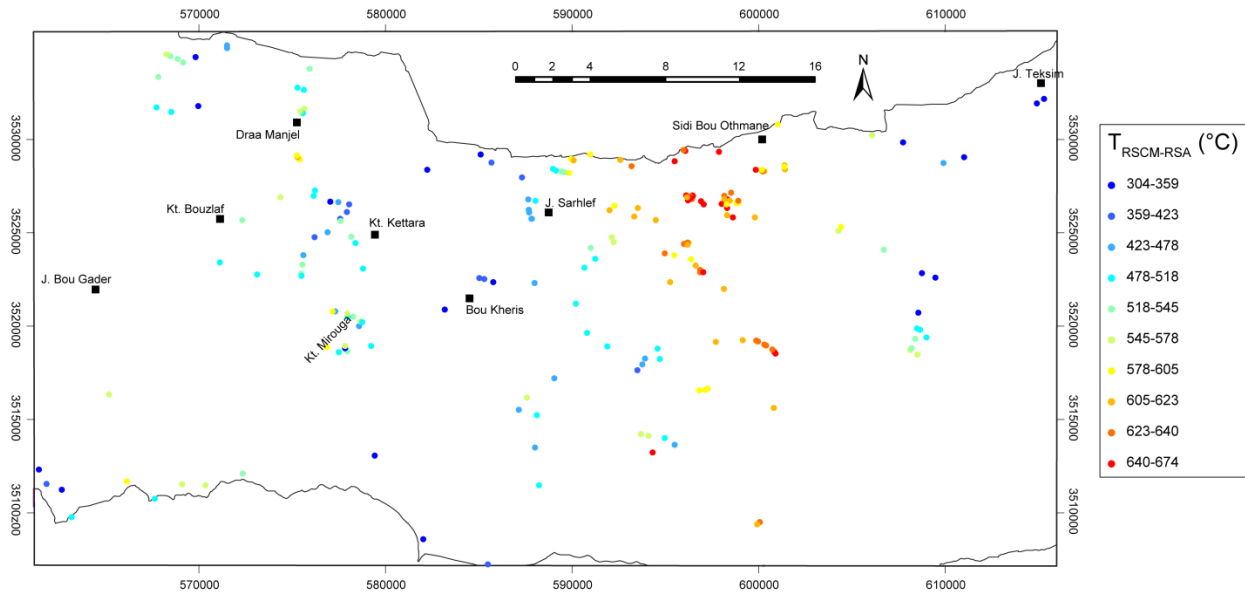 570000 580000 590000 600000 610000
0 2 4 8 12 16
N
J. Teksim
Draa Manjel
Sidi Bou Othmane
3530000
3530000
Kt. Bouzlaf
J. Sarhlef
Kt. Kettara
3525000
3525000
J. Bou Gader
Bou Kheris
Kt. Mirouga
3520000
3520000
3515000
3515000
3510200
3510000
570000 580000 590000 600000 610000
T RSCM-RSA (°C)
304-359
359-423
423-478
478-518
518-545
545-578
578-605
605-623
623-640
640-674